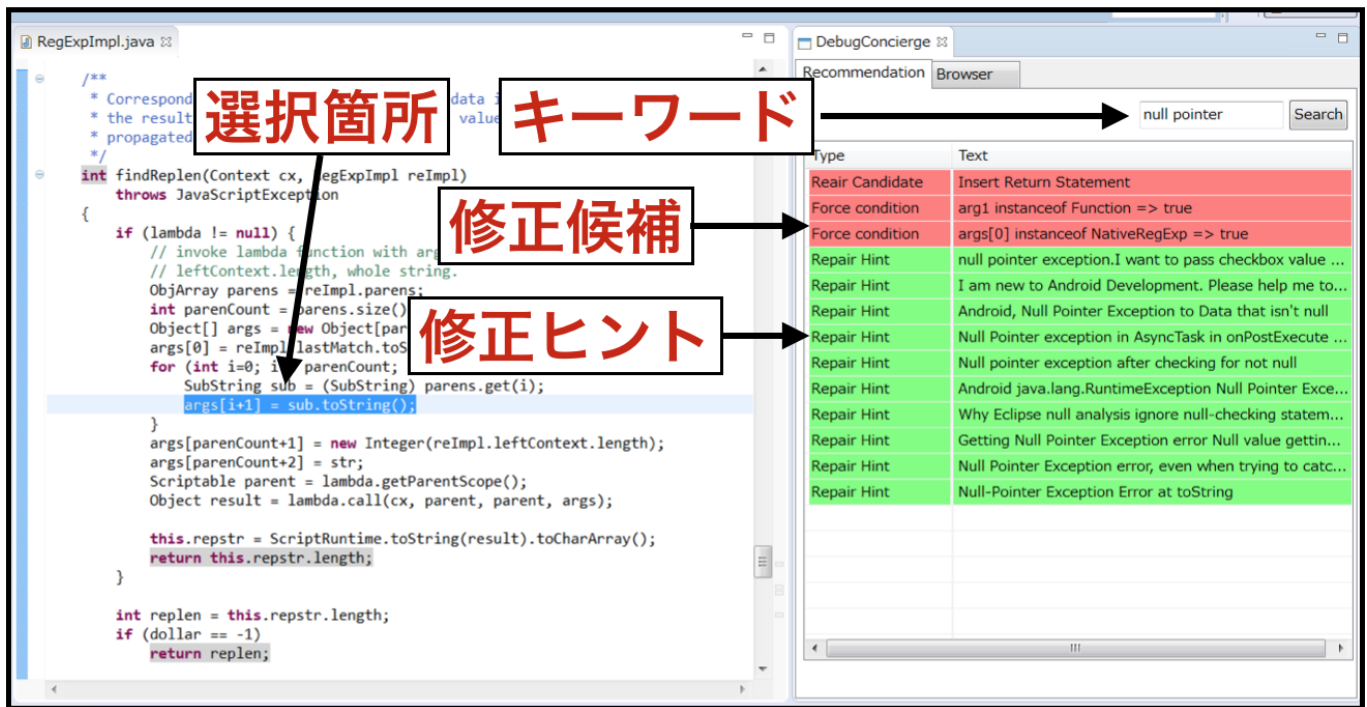 RegExpImpl.java
/**
* Correspond data i
* the result value
* propagated
*/
int findReplen(Context cx, RegExpImpl reImpl)
throws JavaScriptException
{
if (lambda != null) {
// invoke lambda function with arg
// leftContext.length, whole string.
ObjArray parens = reImpl.parens;
int parenCount = parens.size()
Object[] args = new Object[par
args[0] = reImpl.lastMatch.toS
for (int i=0; i parenCount;
SubString sub = (SubString) parens.get(i);
args[i+1] = sub.toString();
}
args[parenCount+1] = new Integer(reImpl.leftContext.length);
args[parenCount+2] = str;
Scriptable parent = lambda.getParentScope();
Object result = lambda.call(cx, parent, parent, args);
this.repstr = ScriptRuntime.toString(result).toCharArray();
return this.repstr.length;
}
int replen = this.repstr.length;
if (dollar == -1)
return replen;
選択箇所
キーワード
修正候補
修正ヒント
DebugConcierge
Recommendation Browser
null pointer Search
Type Text
Reair Candidate Insert Return Statement
Force condition arg1 instanceof Function => true
Force condition args[0] instanceof NativeRegExp => true
Repair Hint null pointer exception.I want to pass checkbox value ...
Repair Hint I am new to Android Development. Please help me to...
Repair Hint Android, Null Pointer Exception to Data that isn't null
Repair Hint Null Pointer exception in AsyncTask in onPostExecute ...
Repair Hint Null pointer exception after checking for not null
Repair Hint Android java.lang.RuntimeException Null Pointer Exce...
Repair Hint Why Eclipse null analysis ignore null-checking statem...
Repair Hint Getting Null Pointer Exception error Null value gettin...
Repair Hint Null Pointer Exception error, even when trying to catc...
Repair Hint Null-Pointer Exception Error at toString